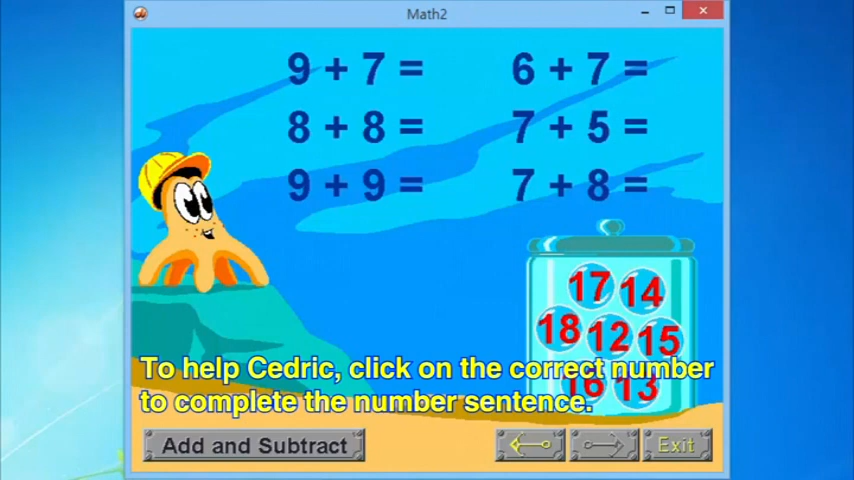 Math2
9 + 7 =
6 + 7 =
8 + 8 =
7 + 5 =
9 + 9 =
7 + 8 =
17 14
18 12 15
16 13
To help Cedric, click on the correct number
to complete the number sentence.
Add and Subtract
Exit